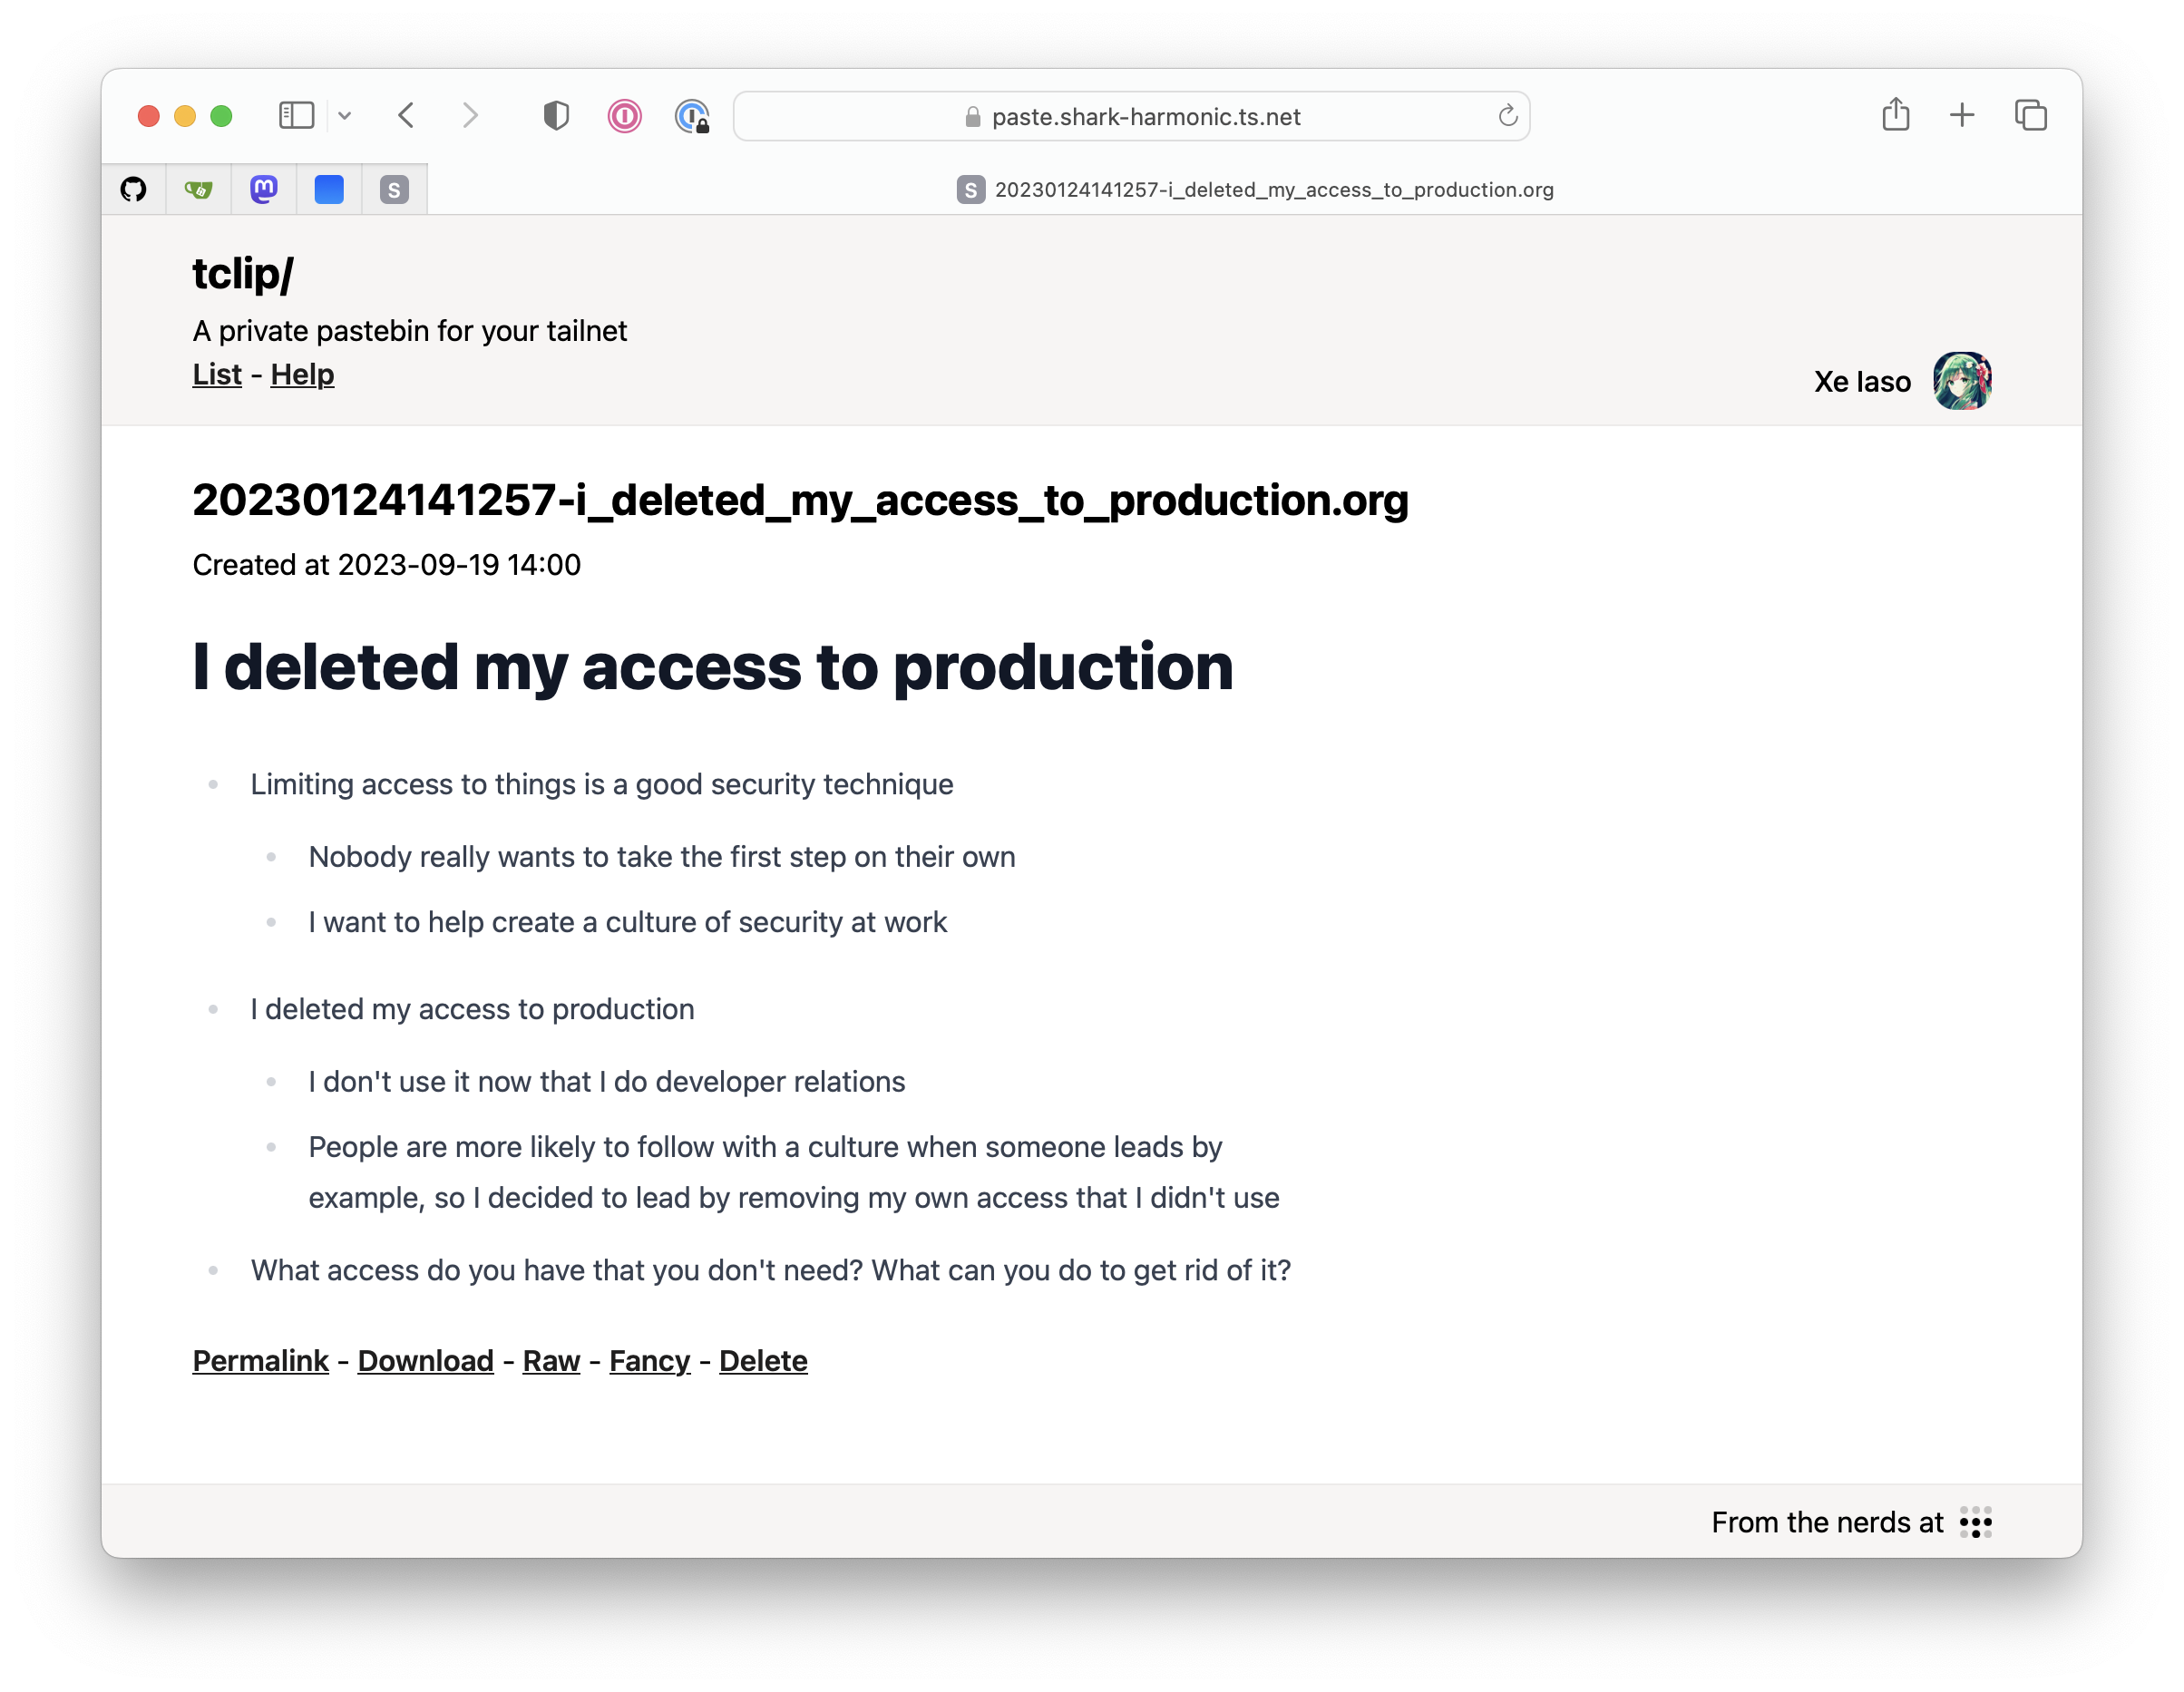 paste.shark-harmonic.ts.net
S
S 20230124141257-i_deleted_my_access_to_production.org
tclip/
A private pastebin for your tailnet
List - Help
Xe Iaso
20230124141257-i_deleted_my_access_to_production.org
Created at 2023-09-19 14:00
I deleted my access to production
Limiting access to things is a good security technique
Nobody really wants to take the first step on their own
I want to help create a culture of security at work
I deleted my access to production
I don't use it now that I do developer relations
People are more likely to follow with a culture when someone leads by
example, so I decided to lead by removing my own access that I didn't use
What access do you have that you don't need? What can you do to get rid of it?
Permalink - Download - Raw - Fancy - Delete
From the nerds at